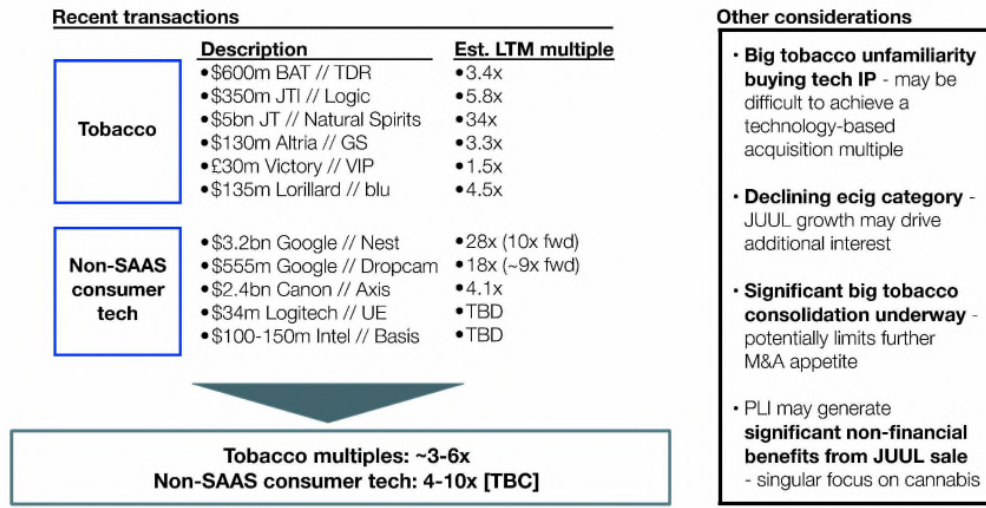 Recent transactions
Description
Est. LTM multiple
Tobacco
•$600m BAT // TDR
•3.4x
•$350m JTI // Logic
•5.8x
•$5bn JT // Natural Spirits
•34x
•$130m Altria // GS
•3.3x
•£30m Victory // VIP
•1.5x
•$135m Lorillard // blu
•4.5x
Non-SAAS
consumer
tech
•$3.2bn Google // Nest
•28x (10x fwd)
•$555m Google // Dropcam
•18x (~9x fwd)
•$2.4bn Canon // Axis
•4.1x
•$34m Logitech // UE
•TBD
•$100-150m Intel // Basis
•TBD
Tobacco multiples: ~3-6x
Non-SAAS consumer tech: 4-10x [TBC]
Other considerations
• Big tobacco unfamiliarity
buying tech IP - may be
difficult to achieve a
technology-based
acquisition multiple
• Declining ecig category -
JUUL growth may drive
additional interest
• Significant big tobacco
consolidation underway -
potentially limits further
M&A appetite
• PLI may generate
significant non-financial
benefits from JUUL sale
- singular focus on cannabis